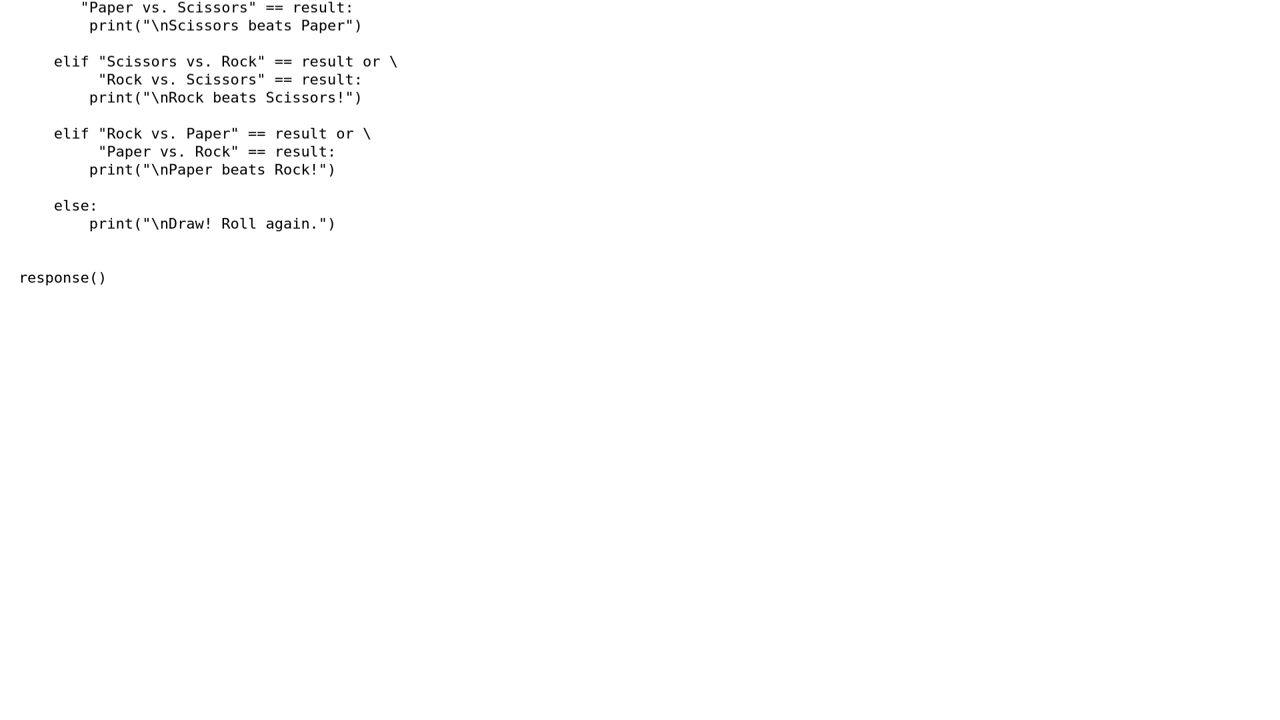 "Paper vs. Scissors" == result:
        print("\nScissors beats Paper")

    elif "Scissors vs. Rock" == result or \
         "Rock vs. Scissors" == result:
        print("\nRock beats Scissors!")

    elif "Rock vs. Paper" == result or \
         "Paper vs. Rock" == result:
        print("\nPaper beats Rock!")

    else:
        print("\nDraw! Roll again.")


response()